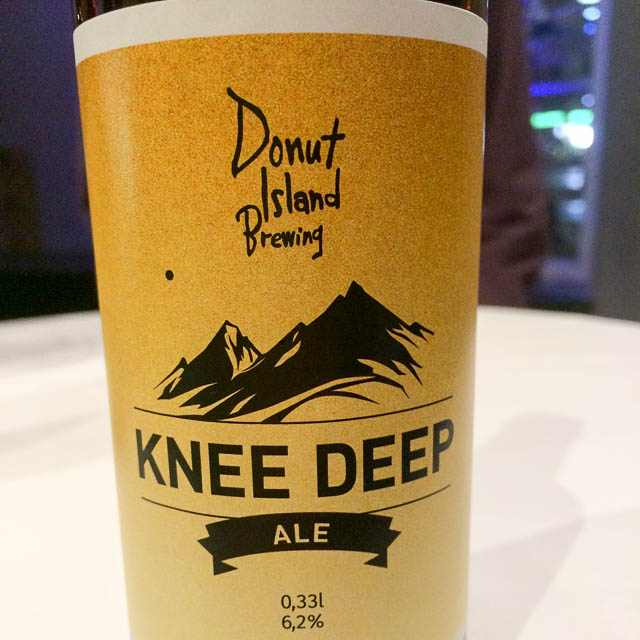 Donut
Island
Brewing
KNEE DEEP
ALE
0,33l
6,2%